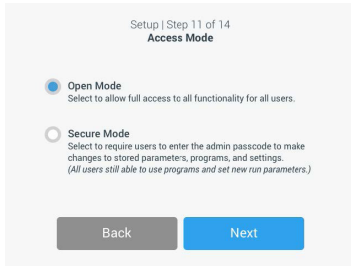 Setup | Step 11 of 14
Access Mode
Open Mode
Select to allow full access to all functionality for all users.
Secure Mode
Select to require users to enter the admin passcode to make
changes to stored parameters, programs, and settings.
(All users still able to use programs and set new run parameters.)
Back
Next